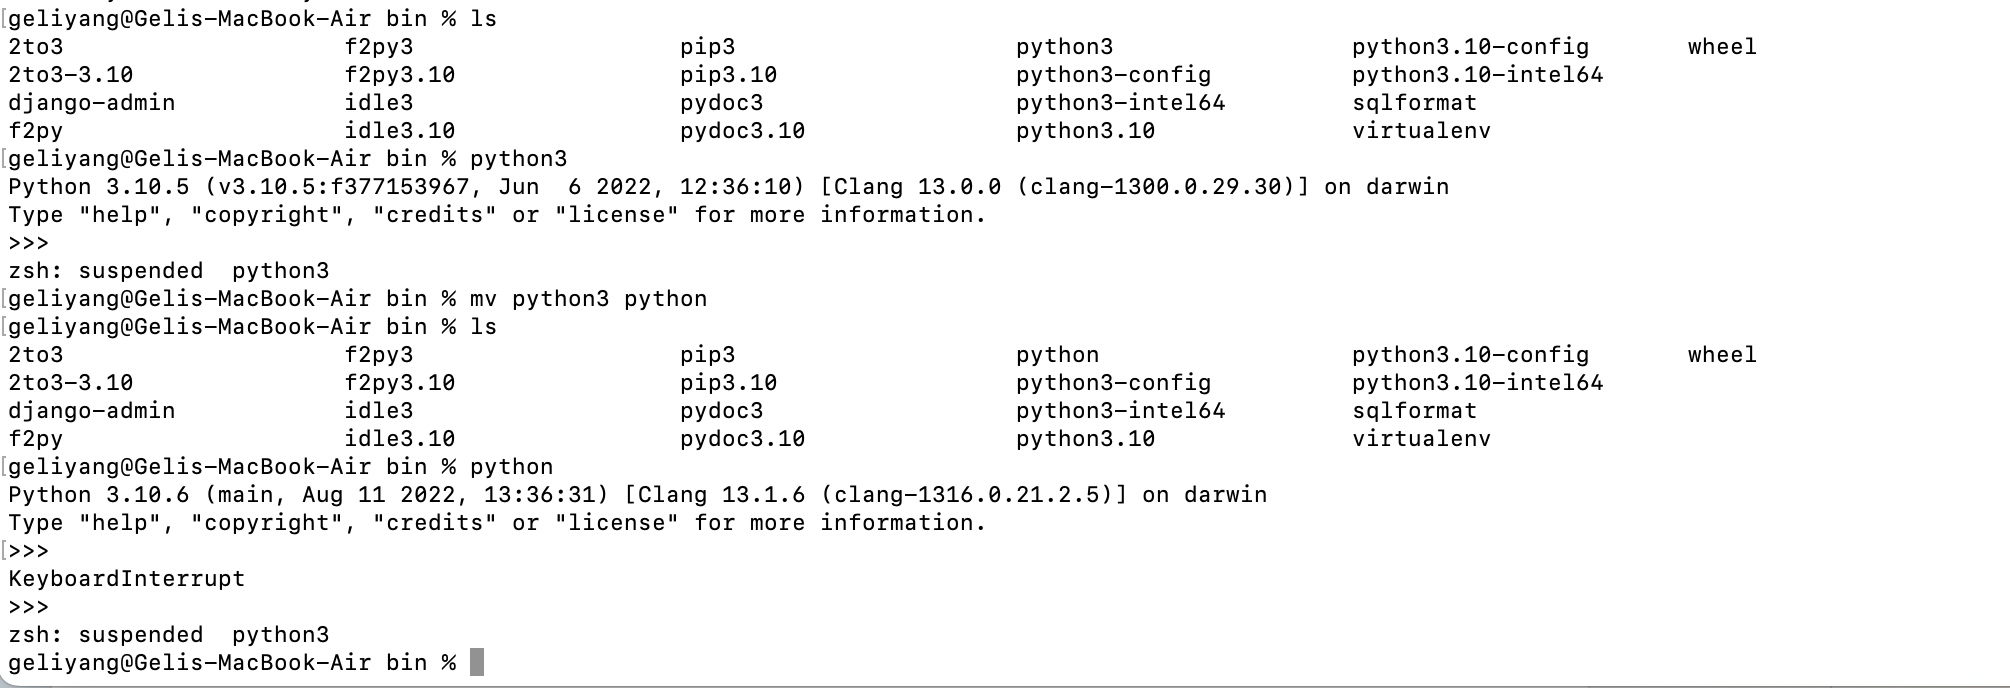 [geliyang@Gelis-MacBook-Air bin % ls
2to3 f2py3 pip3 python3 python3.10-config wheel
2to3-3.10 f2py3.10 pip3.10 python3-config python3.10-intel64
django-admin idle3 pydoc3 python3-intel64 sqlformat
f2py idle3.10 pydoc3.10 python3.10 virtualenv
[geliyang@Gelis-MacBook-Air bin % python3
Python 3.10.5 (v3.10.5:f377153967, Jun  6 2022, 12:36:10) [Clang 13.0.0 (clang-1300.0.29.30)] on darwin
Type "help", "copyright", "credits" or "license" for more information.
>>>
zsh: suspended  python3
[geliyang@Gelis-MacBook-Air bin % mv python3 python
[geliyang@Gelis-MacBook-Air bin % ls
2to3 f2py3 pip3 python python3.10-config wheel
2to3-3.10 f2py3.10 pip3.10 python3-config python3.10-intel64
django-admin idle3 pydoc3 python3-intel64 sqlformat
f2py idle3.10 pydoc3.10 python3.10 virtualenv
[geliyang@Gelis-MacBook-Air bin % python
Python 3.10.6 (main, Aug 11 2022, 13:36:31) [Clang 13.1.6 (clang-1316.0.21.2.5)] on darwin
Type "help", "copyright", "credits" or "license" for more information.
[>>>
KeyboardInterrupt
>>>
zsh: suspended  python3
geliyang@Gelis-MacBook-Air bin %